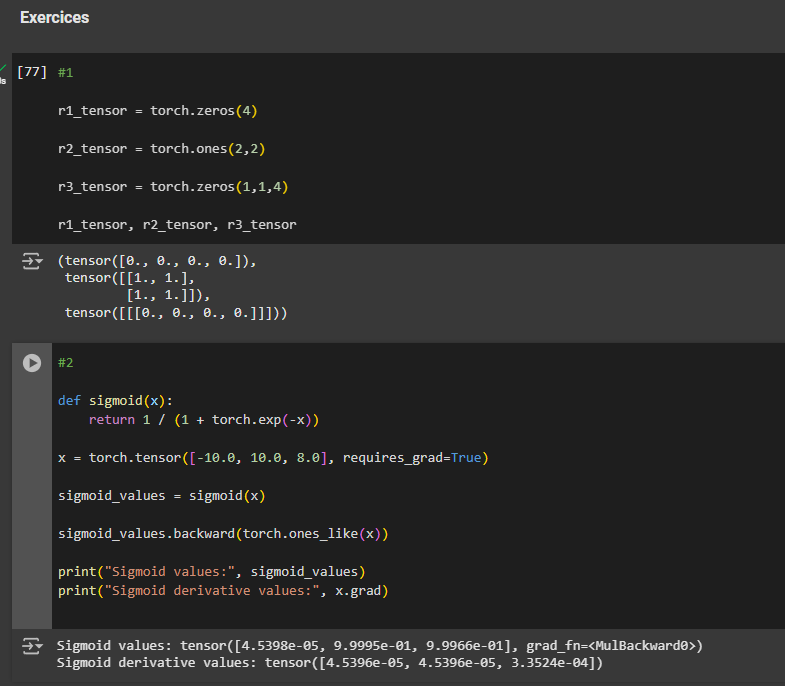 Exercices
[77] #1
r1_tensor = torch.zeros(4)
r2_tensor = torch.ones(2,2)
r3_tensor = torch.zeros(1,1,4)
r1_tensor, r2_tensor, r3_tensor
(tensor([0., 0., 0., 0.]),
 tensor([[1., 1.],
         [1., 1.]]),
 tensor([[[0., 0., 0., 0.]]]))
#2
def sigmoid(x):
    return 1 / (1 + torch.exp(-x))
x = torch.tensor([-10.0, 10.0, 8.0], requires_grad=True)
sigmoid_values = sigmoid(x)
sigmoid_values.backward(torch.ones_like(x))
print("Sigmoid values:", sigmoid_values)
print("Sigmoid derivative values:", x.grad)
Sigmoid values: tensor([4.5398e-05, 9.9995e-01, 9.9966e-01], grad_fn=<MulBackward0>)
Sigmoid derivative values: tensor([4.5396e-05, 4.5396e-05, 3.3524e-04])